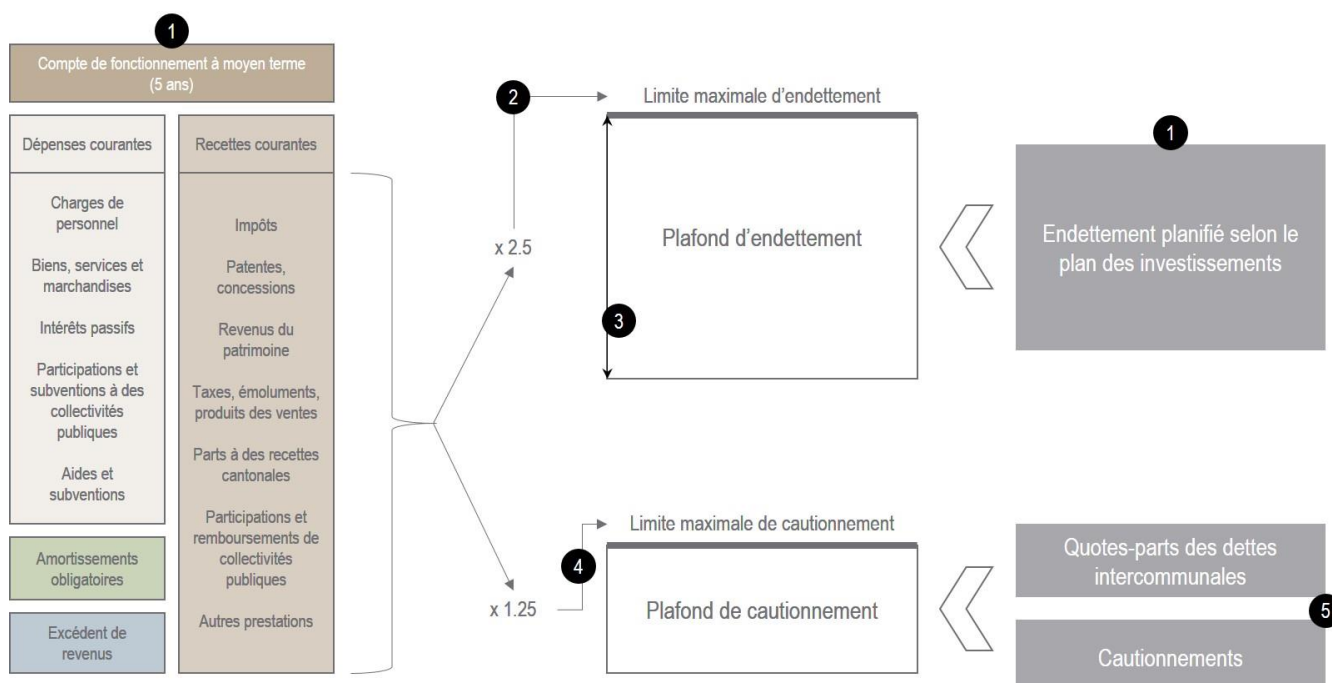 1
Compte de fonctionnement à moyen terme
(5 ans)
Dépenses courantes
Charges de
personnel
Biens, services et
marchandises
Intérêts passifs
Participations et
subventions à des
collectivités
publiques
Aides et
subventions
Amortissements
obligatoires
Excédent de
revenus
Recettes courantes
Impôts
Patentes,
concessions
Revenus du
patrimoine
Taxes, émoluments,
produits des ventes
Parts à des recettes
cantonales
Participations et
remboursements de
collectivités
publiques
Autres prestations
x 2.5
2
Limite maximale d'endettement
Plafond d'endettement
3
1
Endettement planifié selon le
plan des investissements
x 1.25
4
Limite maximale de cautionnement
Plafond de cautionnement
Quotes-parts des dettes
intercommunales
5
Cautionnements